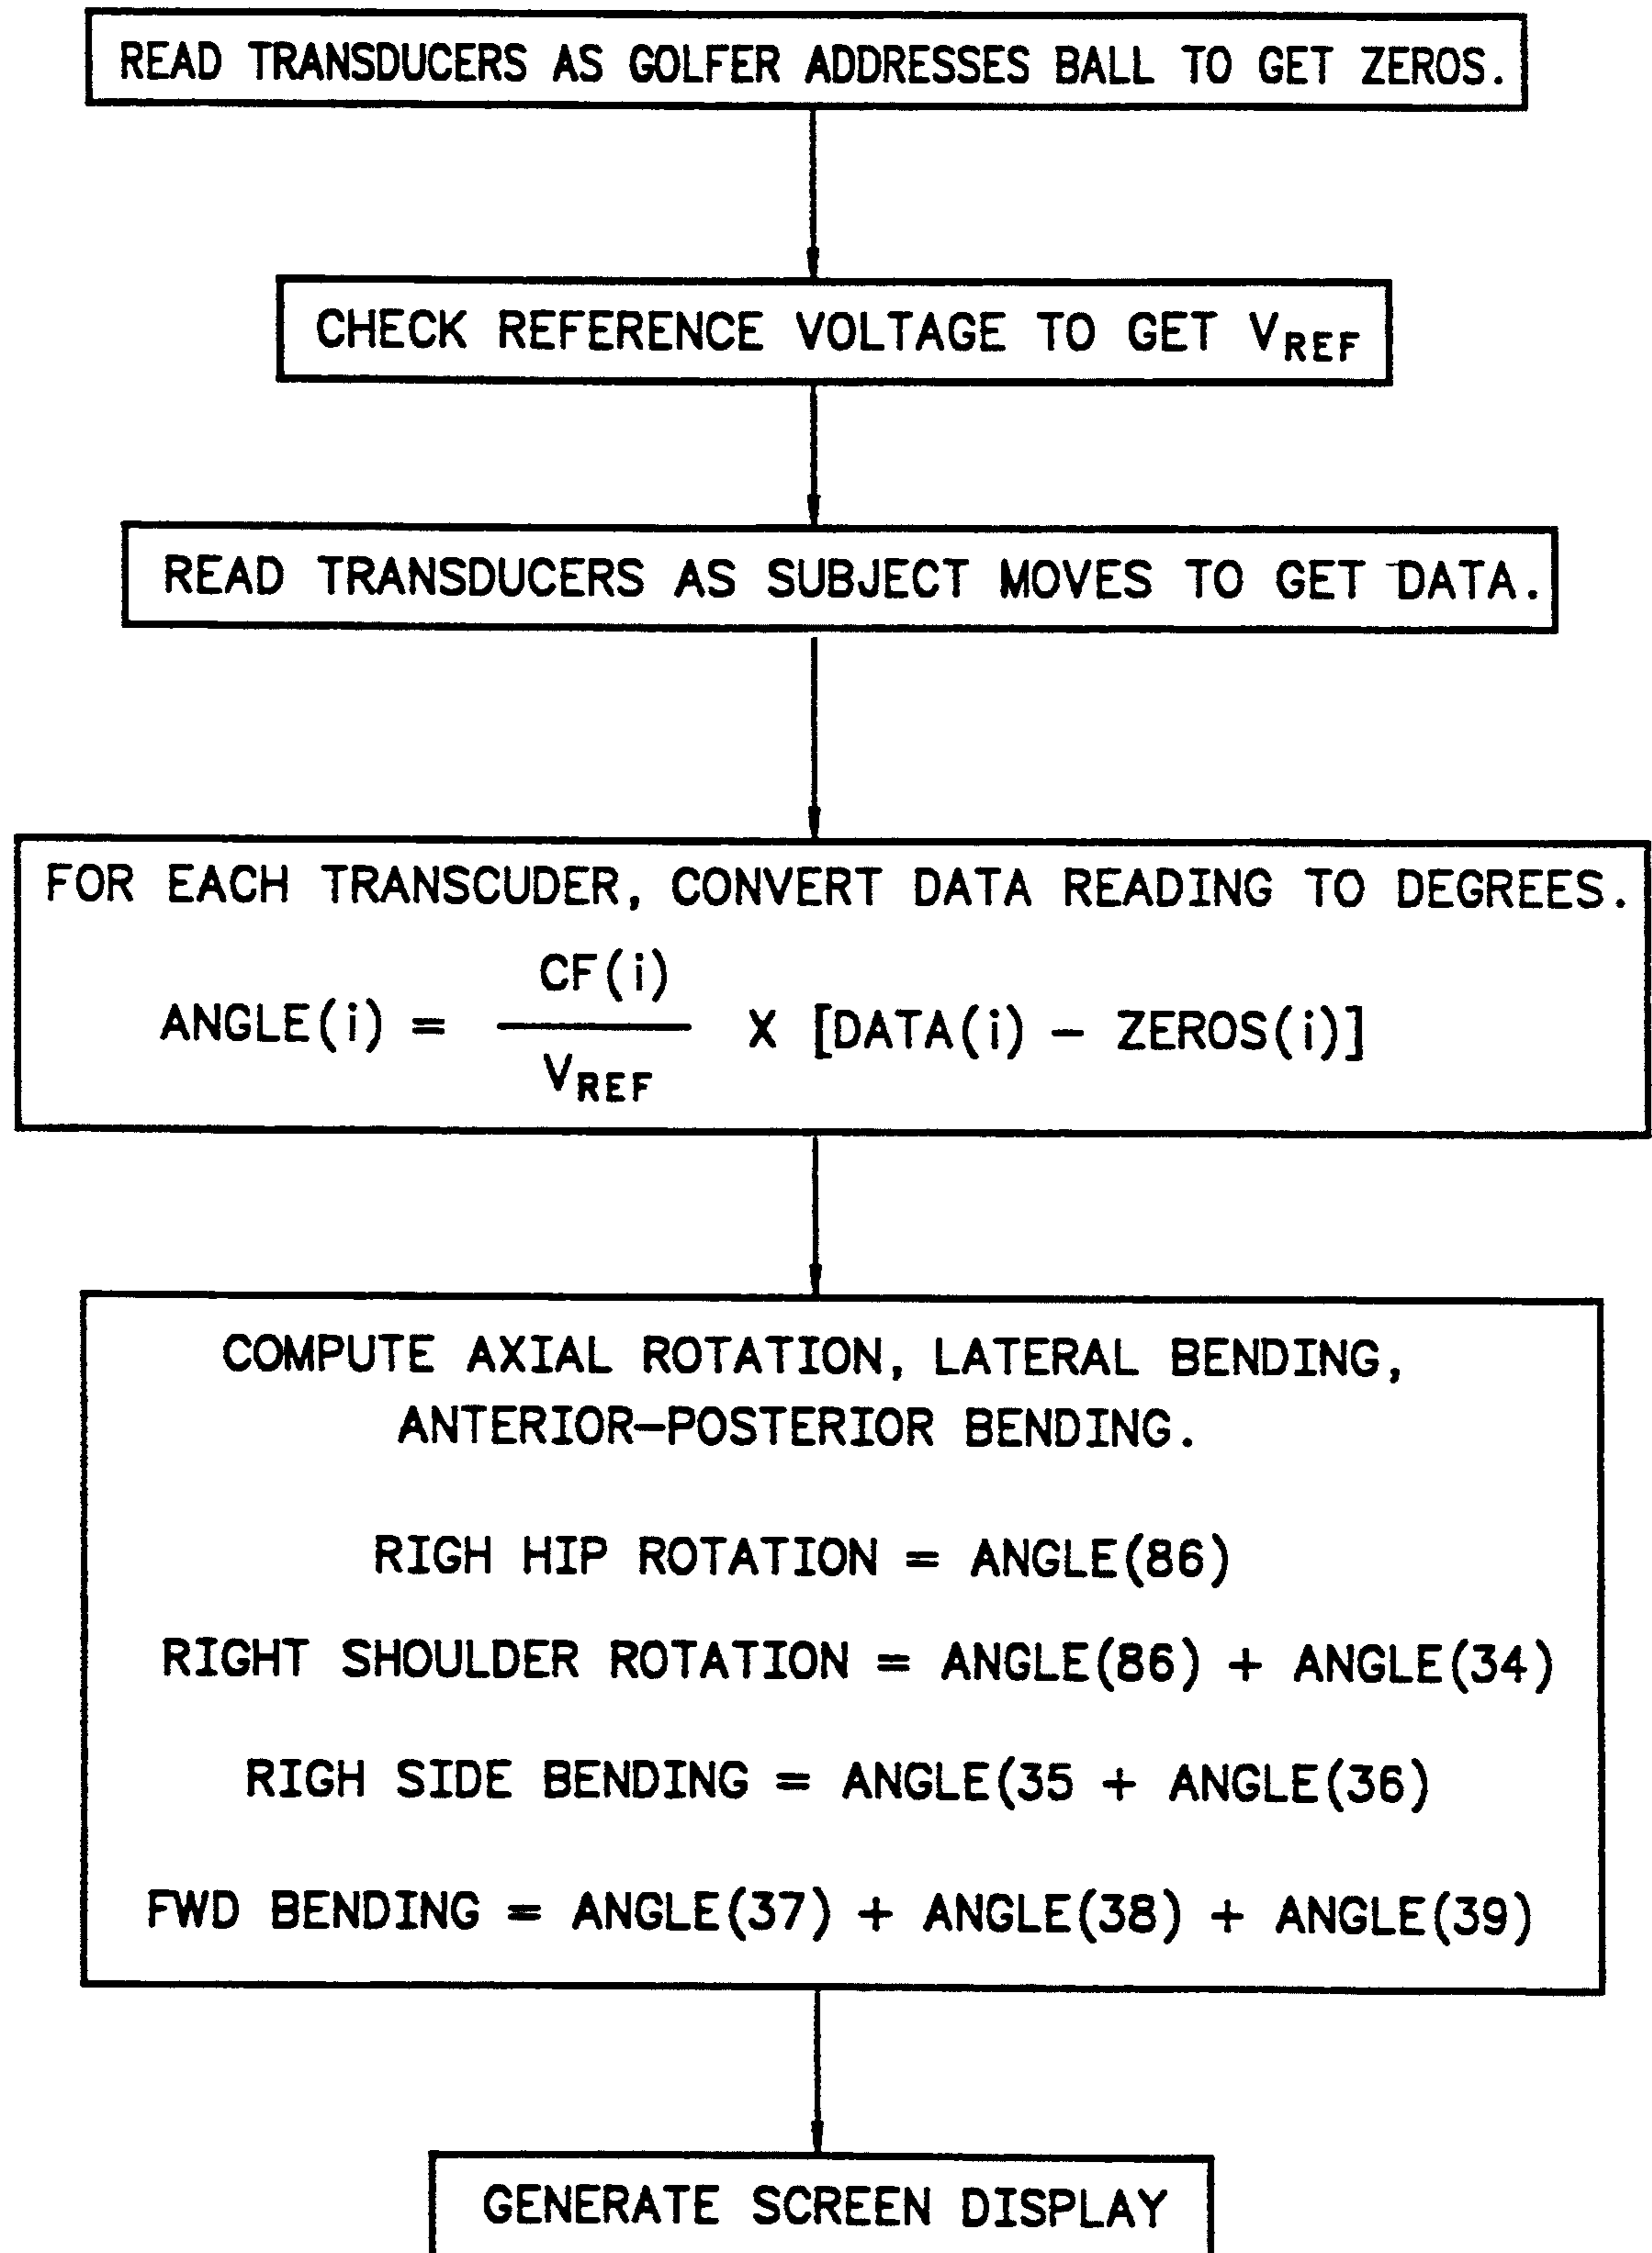 READ TRANSDUCERS AS GOLFER ADDRESSES BALL TO GET ZEROS.
CHECK REFERENCE VOLTAGE TO GET VREF
READ TRANSDUCERS AS SUBJECT MOVES TO GET DATA.
FOR EACH TRANSCUDER, CONVERT DATA READING TO DEGREES.
CF(i)
ANGLE(i) = ——— X [DATA(i) – ZEROS(i)]
VREF
COMPUTE AXIAL ROTATION, LATERAL BENDING,
ANTERIOR–POSTERIOR BENDING.
RIGH HIP ROTATION = ANGLE(86)
RIGHT SHOULDER ROTATION = ANGLE(86) + ANGLE(34)
RIGH SIDE BENDING = ANGLE(35 + ANGLE(36)
FWD BENDING = ANGLE(37) + ANGLE(38) + ANGLE(39)
GENERATE SCREEN DISPLAY